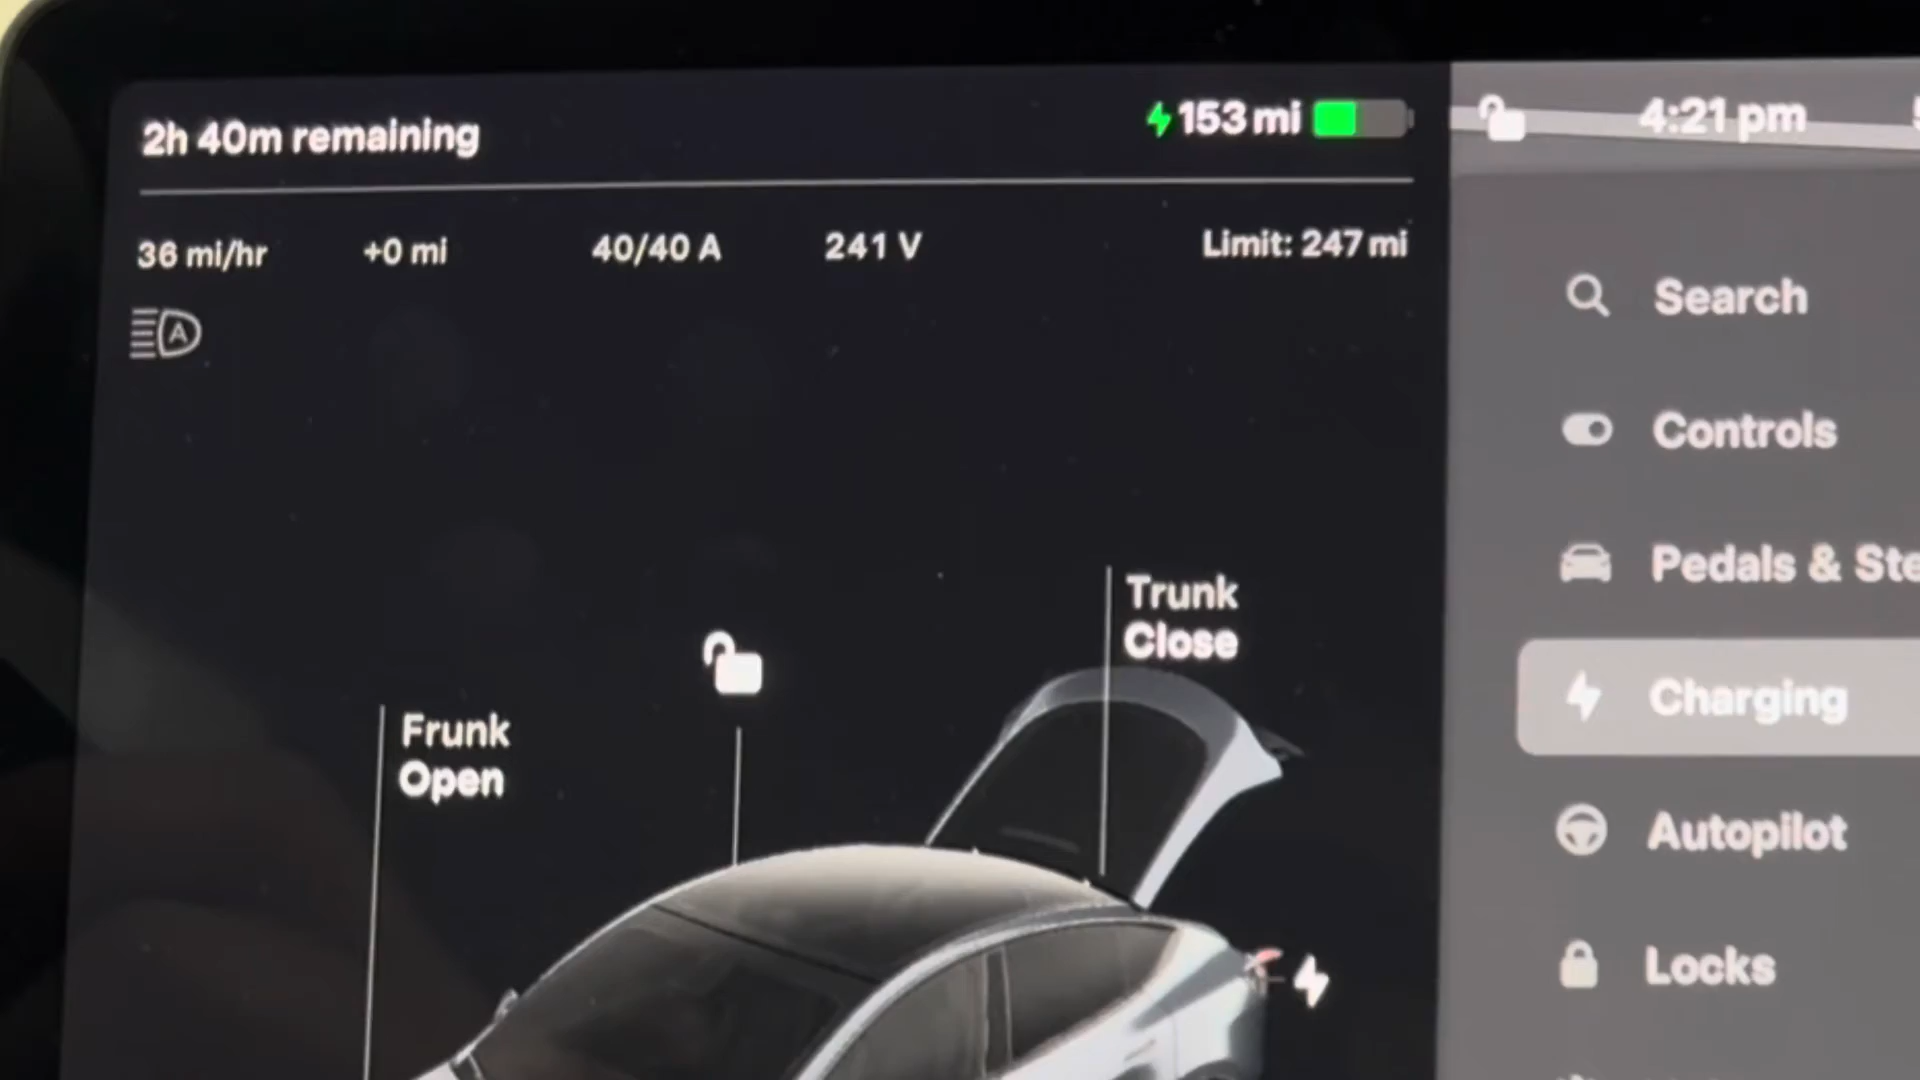 2h 40m remaining
153 mi
36 mi/hr
+0 mi
40/40 A
241 V
Limit: 247 mi
A
Trunk
Close
Frunk
Open
4:21 pm
Search
Controls
Pedals &
Charging
Autopilot
Locks